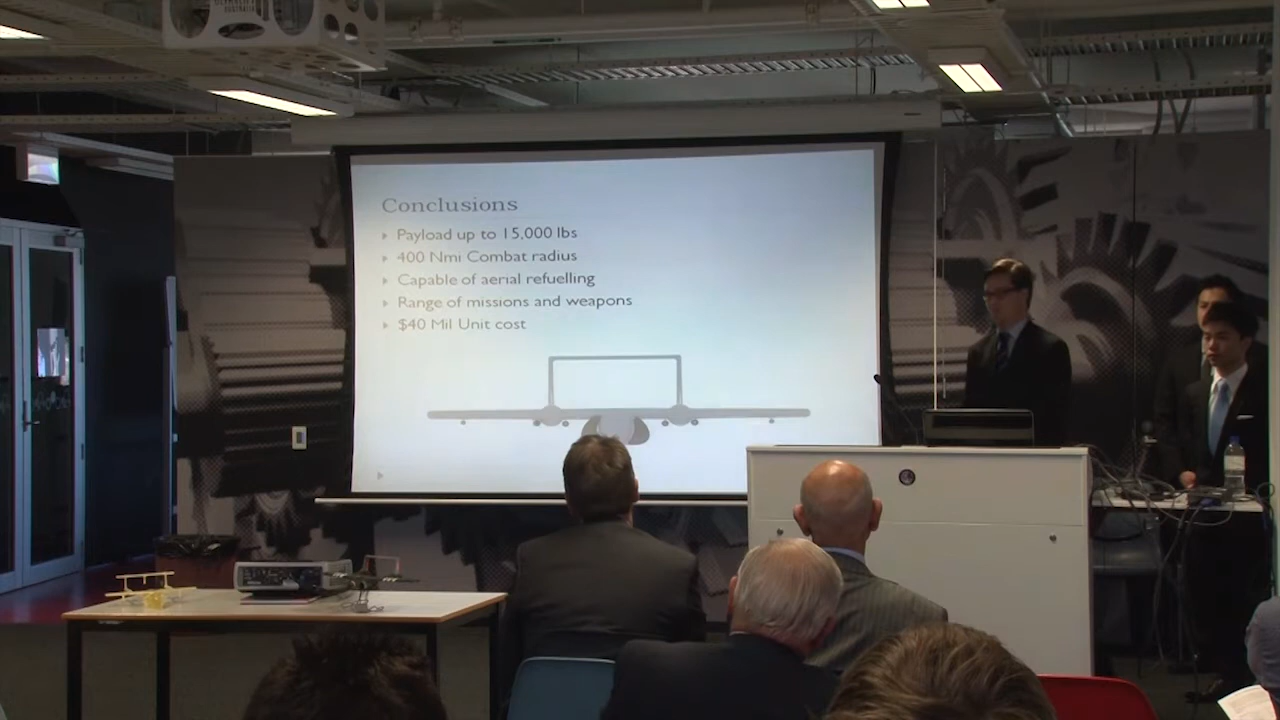 AUSTRALIA
Conclusions
Payload up to 15,000 lbs
400 Nmi Combat radius
Capable of aerial refuelling
Range of missions and weapons
$40 Mil Unit cost